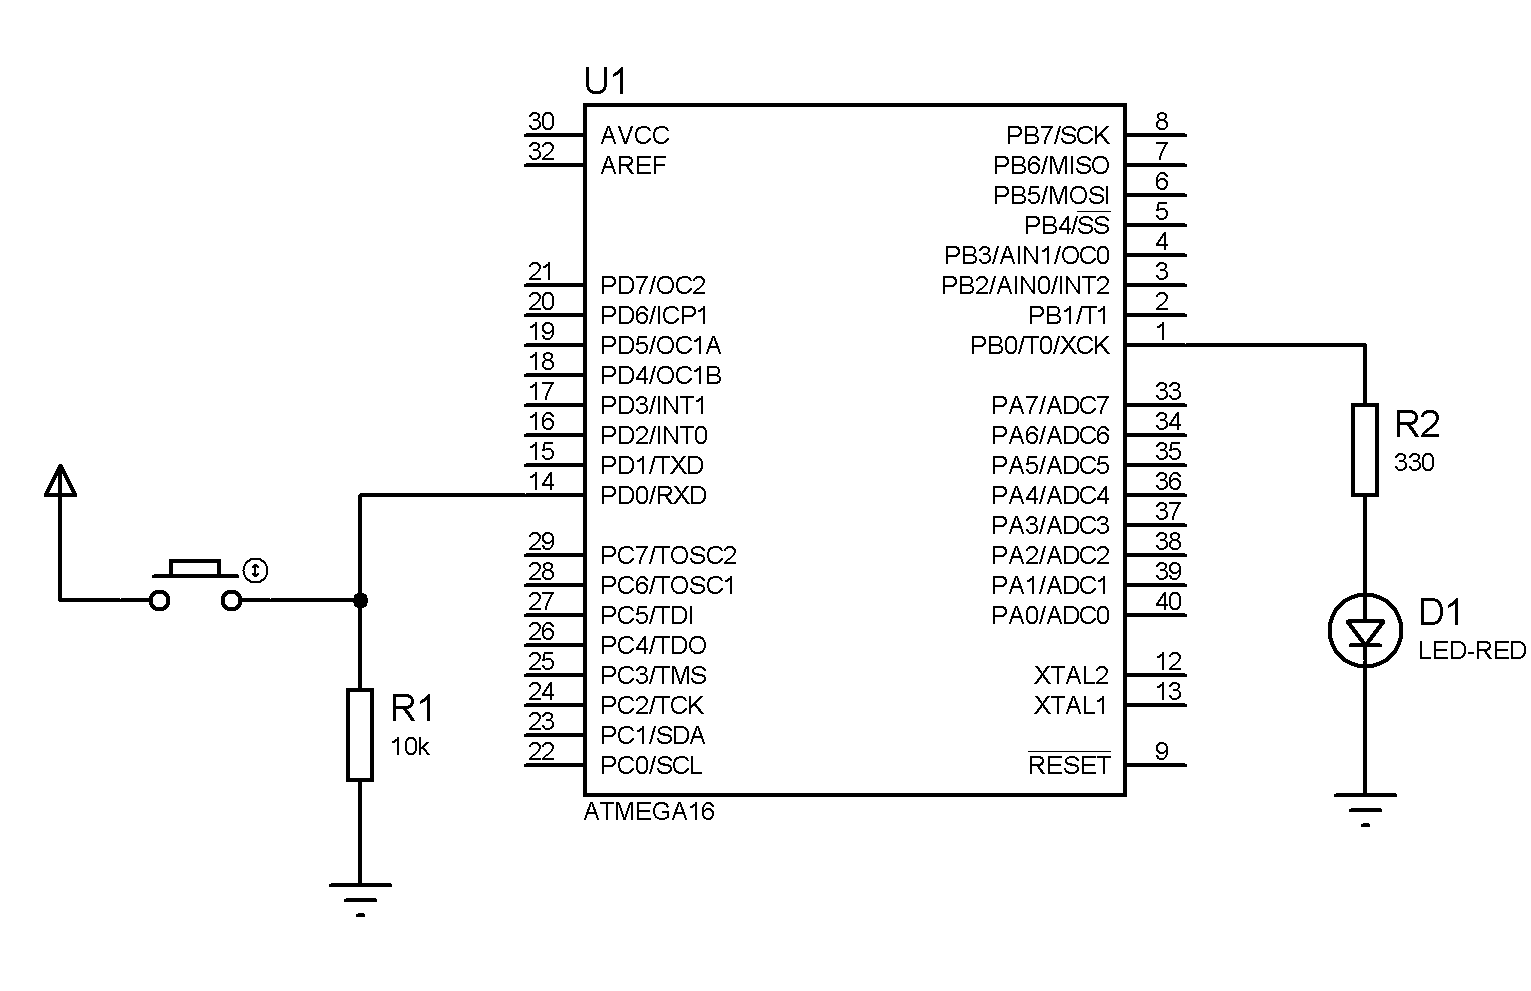 U1
30 AVCC
32 AREF
21 PD7/OC2
20 PD6/ICP1
19 PD5/OC1A
18 PD4/OC1B
17 PD3/INT1
16 PD2/INT0
15 PD1/TXD
14 PD0/RXD
29 PC7/TOSC2
28 PC6/TOSC1
27 PC5/TDI
26 PC4/TDO
25 PC3/TMS
24 PC2/TCK
23 PC1/SDA
22 PC0/SCL
PB7/SCK 8
PB6/MISO 7
PB5/MOSI 6
PB4/SS 5
PB3/AIN1/OC0 4
PB2/AIN0/INT2 3
PB1/T1 2
PB0/T0/XCK 1
PA7/ADC7 33
PA6/ADC6 34
PA5/ADC5 35
PA4/ADC4 36
PA3/ADC3 37
PA2/ADC2 38
PA1/ADC1 39
PA0/ADC0 40
XTAL2 12
XTAL1 13
RESET 9
ATMEGA16
R1
10k
R2
330
D1
LED-RED